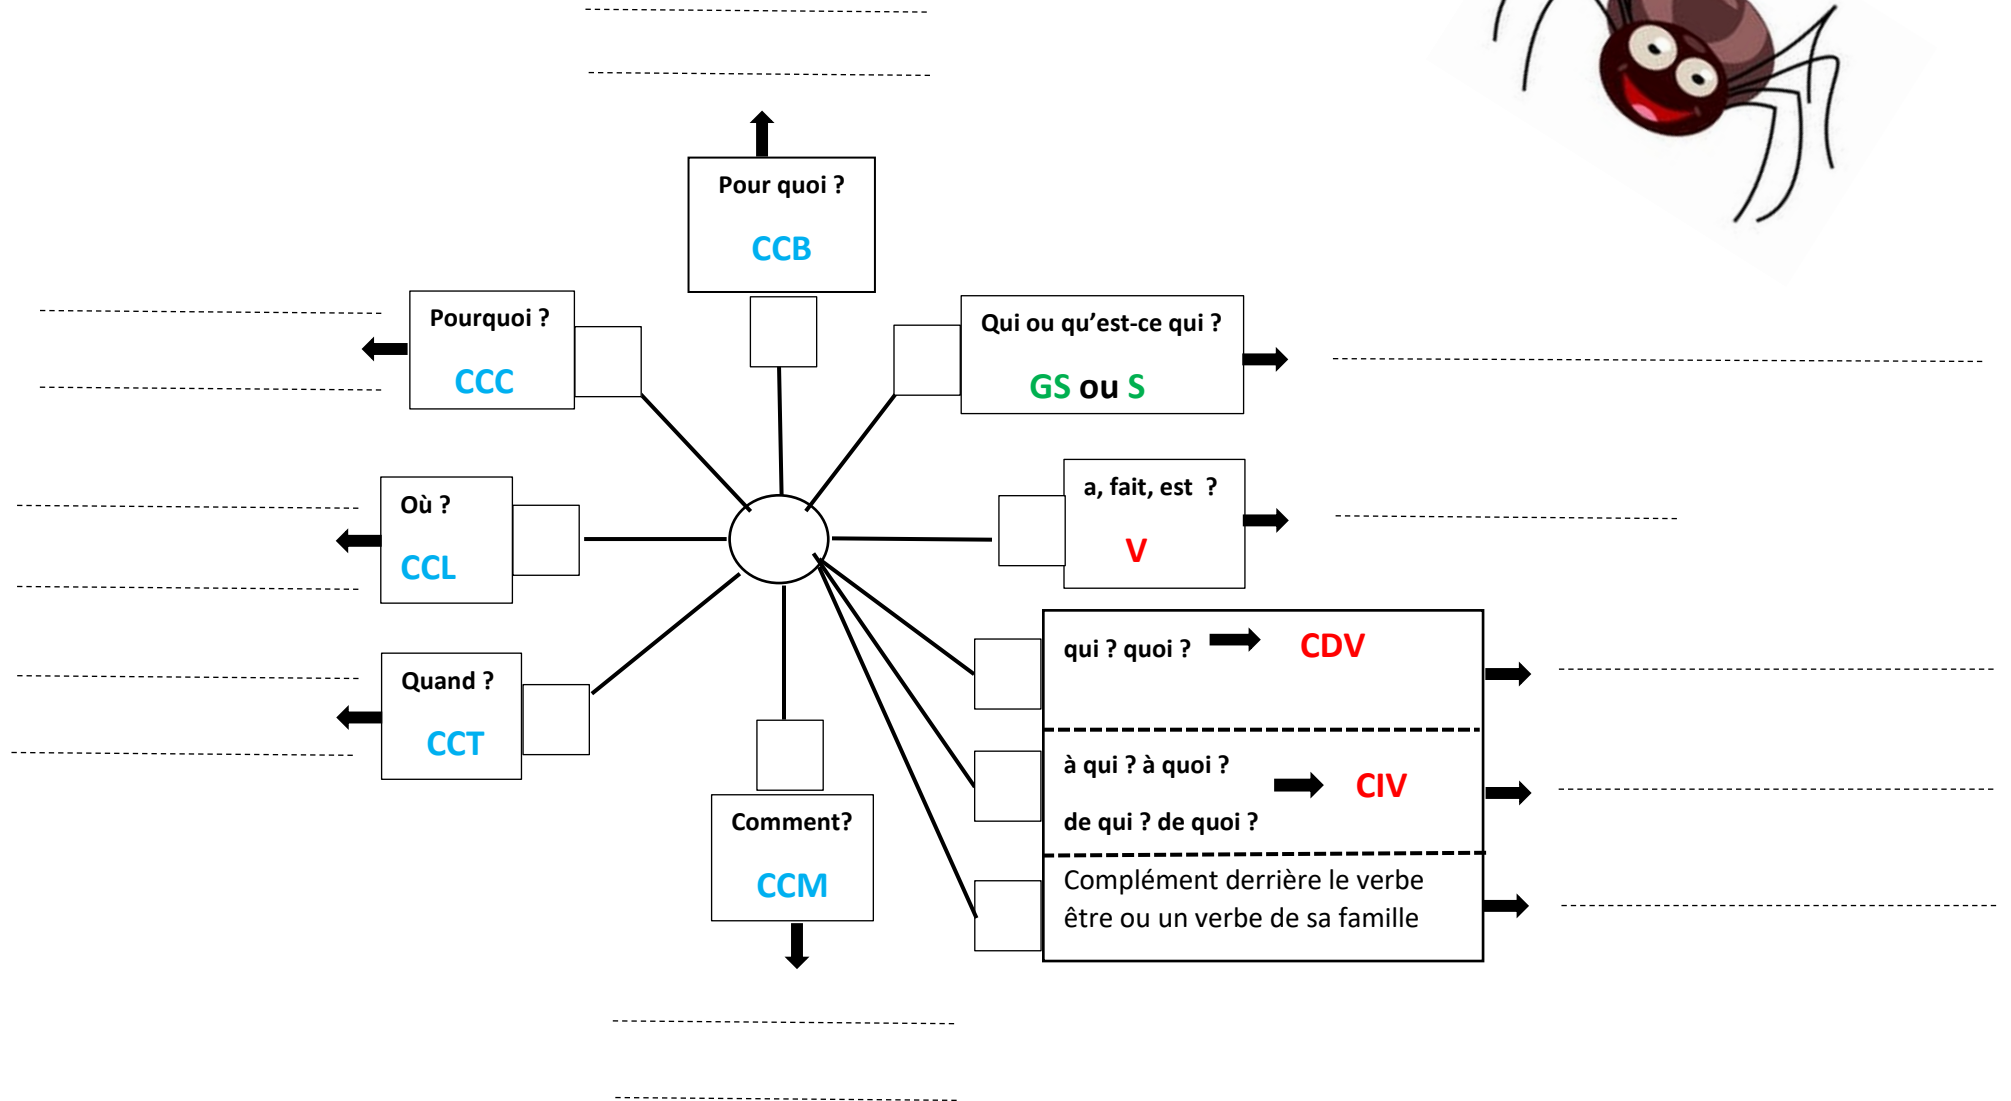 Pour quoi ?
CCB
Pourquoi ?
CCC
Qui ou qu’est-ce qui ?
GS ou S
Où ?
CCL
a, fait, est  ?
V
Quand ?
CCT
qui ? quoi ? CDV
à qui ? à quoi ?
CIV
de qui ? de quoi ?
Comment?
CCM
Complément derrière le verbe
être ou un verbe de sa famille